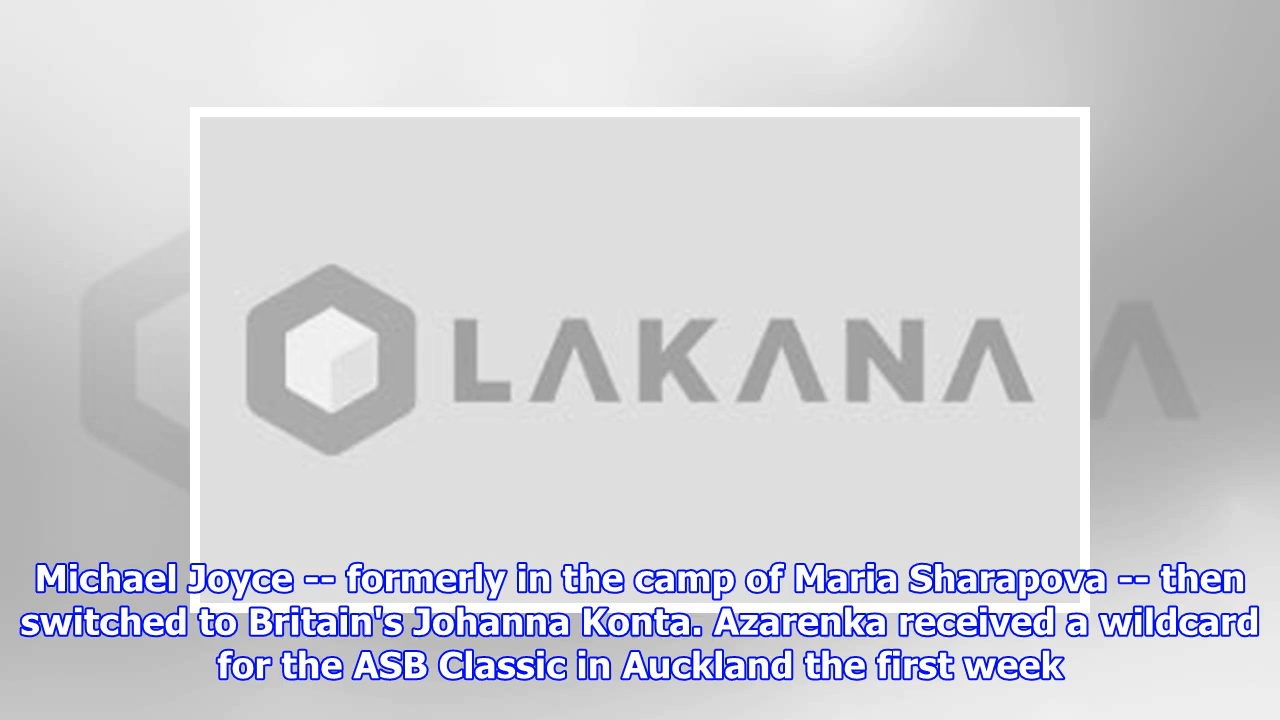 LAKANA
A
Michael Joyce -- formerly in the camp of Maria Sharapova -- then
switched to Britain's Johanna Konta. Azarenka received a wildcard
for the ASB Classic in Auckland the first week